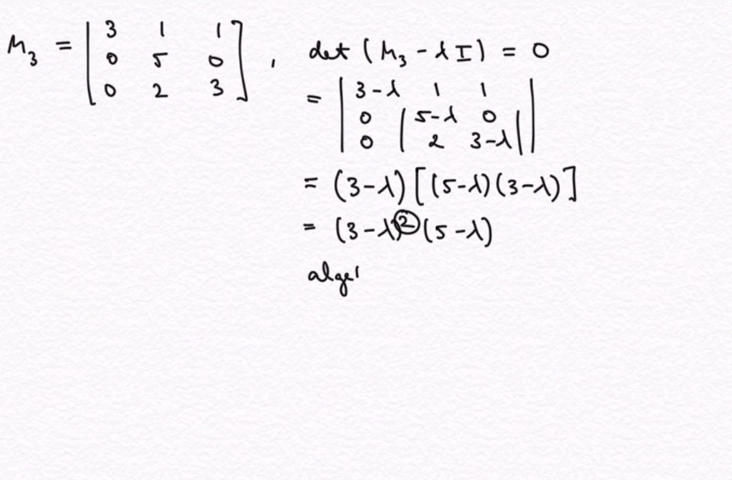 M₃ = [3 1 1
0 5 0
0 2 3] , det (M₃ - λI) = 0
= |3-λ 1 1
0 |5-λ 0
0 2 3-λ||
= (3-λ)[(5-λ)(3-λ)]
= (3-λ)²(5-λ)
alge